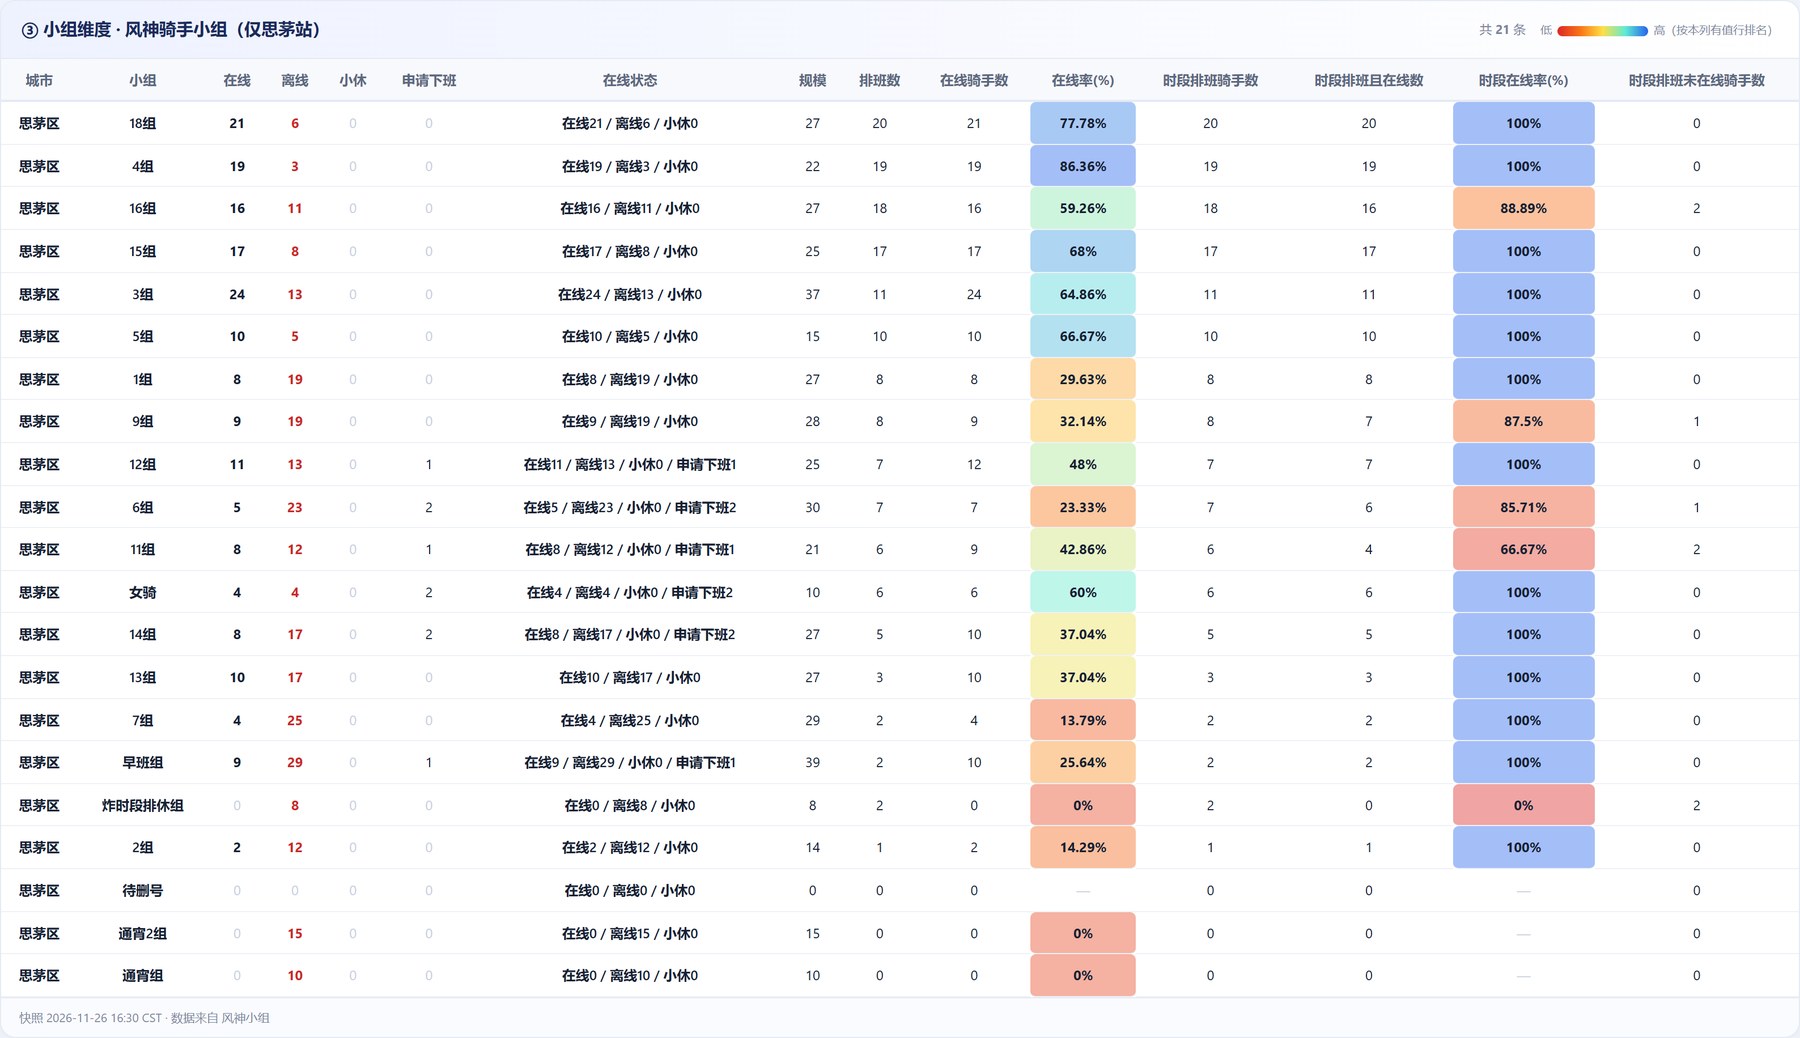 ③ 小组维度 · 风神骑手小组（仅思茅站）
共 21 条 低 高 (按本列有值行排名)
城市 小组 在线 离线 小休 申请下班 在线状态 规模 排班数 在线骑手数 在线率(%) 时段排班骑手数 时段排班且在线数 时段在线率(%) 时段排班未在线骑手数
思茅区 18组 21 6 0 0 在线21 / 离线6 / 小休0 27 20 21 77.78% 20 20 100% 0
思茅区 4组 19 3 0 0 在线19 / 离线3 / 小休0 22 19 19 86.36% 19 19 100% 0
思茅区 16组 16 11 0 0 在线16 / 离线11 / 小休0 27 18 16 59.26% 18 16 88.89% 2
思茅区 15组 17 8 0 0 在线17 / 离线8 / 小休0 25 17 17 68% 17 17 100% 0
思茅区 3组 24 13 0 0 在线24 / 离线13 / 小休0 37 11 24 64.86% 11 11 100% 0
思茅区 5组 10 5 0 0 在线10 / 离线5 / 小休0 15 10 10 66.67% 10 10 100% 0
思茅区 1组 8 19 0 0 在线8 / 离线19 / 小休0 27 8 8 29.63% 8 8 100% 0
思茅区 9组 9 19 0 0 在线9 / 离线19 / 小休0 28 8 9 32.14% 8 7 87.5% 1
思茅区 12组 11 13 0 1 在线11 / 离线13 / 小休0 / 申请下班1 25 7 12 48% 7 7 100% 0
思茅区 6组 5 23 0 2 在线5 / 离线23 / 小休0 / 申请下班2 30 7 7 23.33% 7 6 85.71% 1
思茅区 11组 8 12 0 1 在线8 / 离线12 / 小休0 / 申请下班1 21 6 9 42.86% 6 4 66.67% 2
思茅区 女骑 4 4 0 2 在线4 / 离线4 / 小休0 / 申请下班2 10 6 6 60% 6 6 100% 0
思茅区 14组 8 17 0 2 在线8 / 离线17 / 小休0 / 申请下班2 27 5 10 37.04% 5 5 100% 0
思茅区 13组 10 17 0 0 在线10 / 离线17 / 小休0 27 3 10 37.04% 3 3 100% 0
思茅区 7组 4 25 0 0 在线4 / 离线25 / 小休0 29 2 4 13.79% 2 2 100% 0
思茅区 早班组 9 29 0 1 在线9 / 离线29 / 小休0 / 申请下班1 39 2 10 25.64% 2 2 100% 0
思茅区 炸时段排休组 0 8 0 0 在线0 / 离线8 / 小休0 8 2 0 0% 2 0 0% 2
思茅区 2组 2 12 0 0 在线2 / 离线12 / 小休0 14 1 2 14.29% 1 1 100% 0
思茅区 待删号 0 0 0 0 在线0 / 离线0 / 小休0 0 0 0 — 0 0 — 0
思茅区 通宵2组 0 15 0 0 在线0 / 离线15 / 小休0 15 0 0 0% 0 0 — 0
思茅区 通宵组 0 10 0 0 在线0 / 离线10 / 小休0 10 0 0 0% 0 0 — 0
快照 2026-11-26 16:30 CST · 数据来自 风神小组